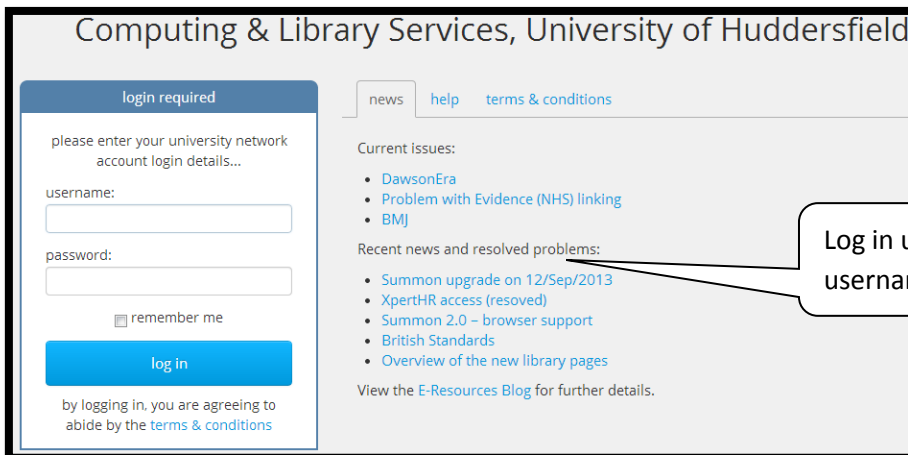 Computing & Library Services, University of Huddersfield
login required
please enter your university network
account login details...
username:
password:
remember me
log in
by logging in, you are agreeing to
abide by the terms & conditions
news help terms & conditions
Current issues:
DawsonEra
Problem with Evidence (NHS) linking
BMJ
Recent news and resolved problems:
Summon upgrade on 12/Sep/2013
XpertHR access (resoved)
Summon 2.0 – browser support
British Standards
Overview of the new library pages
View the E-Resources Blog for further details.
Log in